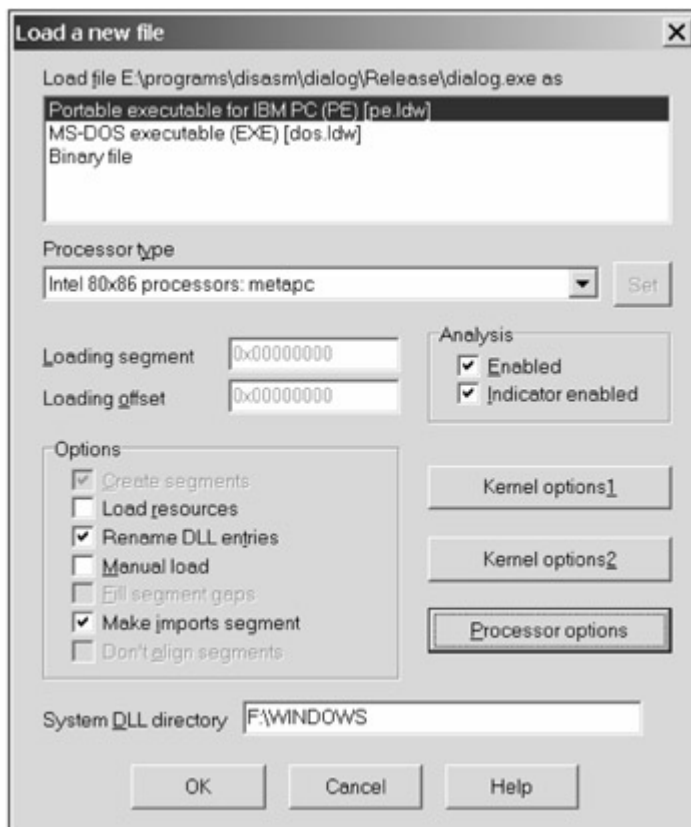 Load a new file
Load file E:\programs\disasm\dialog\Release\dialog.exe as
Portable executable for IBM PC (PE) [pe.ldw]
MS-DOS executable (EXE) [dos.ldw]
Binary file
Processor type
Intel 80x86 processors: metapc
Set
Loading segment
0x00000000
Loading offset
0x00000000
Analysis
Enabled
Indicator enabled
Options
Create segments
Load resources
Rename DLL entries
Manual load
Fill segment gaps
Make imports segment
Don't align segments
Kernel options1
Kernel options2
Processor options
System DLL directory
F:\WINDOWS
OK
Cancel
Help